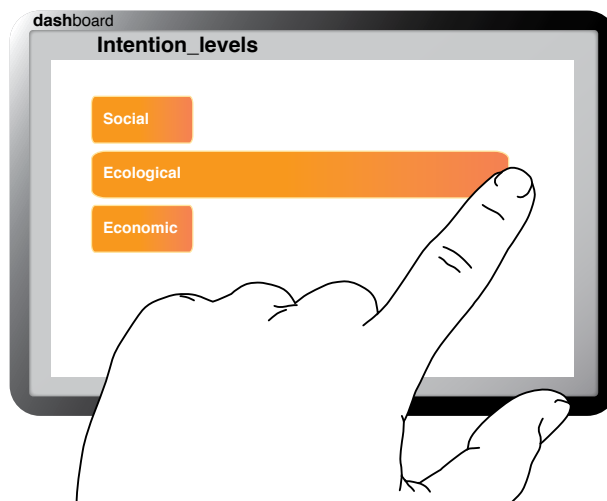 dashboard
Intention_levels
Social
Ecological
Economic